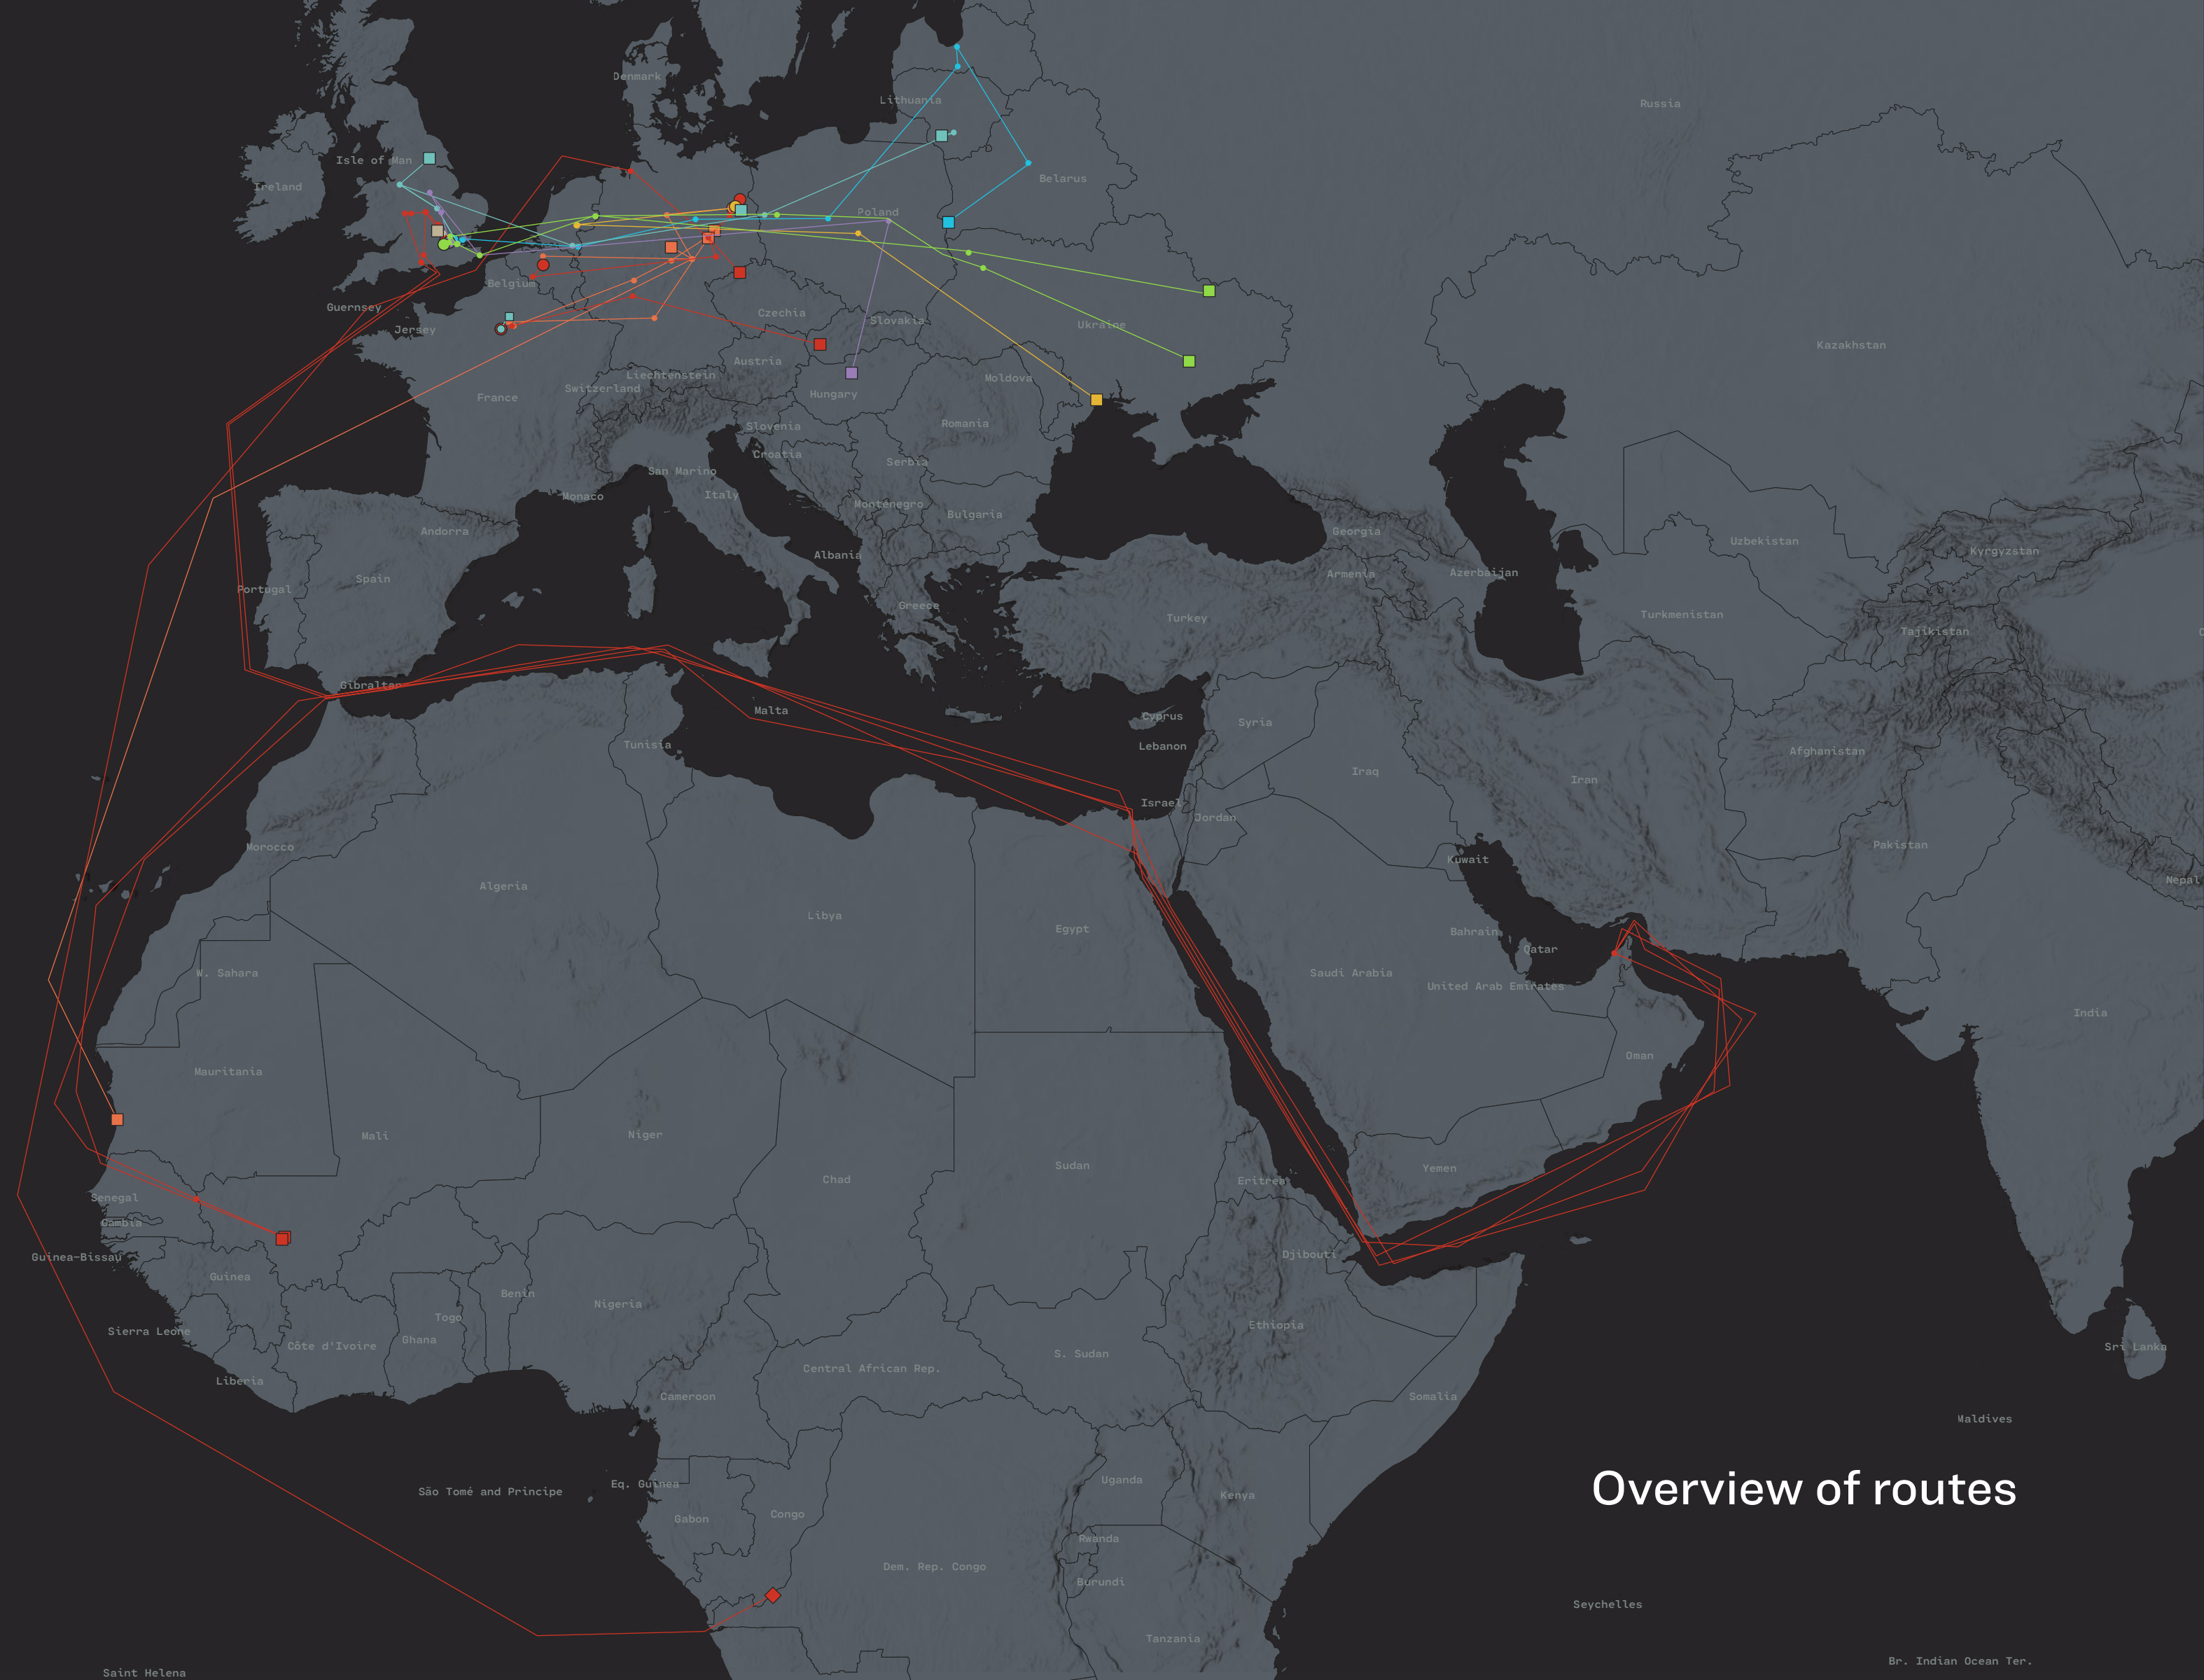 Denmark
Lithuania
Russia
Isle of Man
Ireland
Belarus
Poland
Belgium
Guernsey
Jersey
Czechia
Slovakia
Ukraine
Kazakhstan
Austria
Liechtenstein
Switzerland
Moldova
France
Hungary
Slovenia
Romania
Croatia
Serbia
San Marino
Monaco
Italy
Montenegro
Bulgaria
Andorra
Georgia
Uzbekistan
Kyrgyzstan
Albania
Armenia
Azerbaijan
Spain
Portugal
Greece
Turkey
Turkmenistan
Tajikistan
Gibraltar
Malta
Cyprus
Syria
Tunisia
Lebanon
Afghanistan
Iraq
Iran
Israel
Jordan
Morocco
Kuwait
Pakistan
Nepal
Algeria
Libya
Egypt
Bahrain
Qatar
W. Sahara
Saudi Arabia
United Arab Emirates
India
Oman
Mauritania
Mali
Niger
Sudan
Yemen
Chad
Eritrea
Senegal
Gambia
Guinea-Bissau
Djibouti
Guinea
Benin
Nigeria
Togo
Ethiopia
Sierra Leone
Ghana
Côte d'Ivoire
Sri Lanka
S. Sudan
Central African Rep.
Liberia
Cameroon
Somalia
Maldives
Uganda
Eq. Guinea
São Tomé and Principe
Kenya
Overview of routes
Congo
Gabon
Rwanda
Dem. Rep. Congo
Burundi
Seychelles
Tanzania
Br. Indian Ocean Ter.
Saint Helena